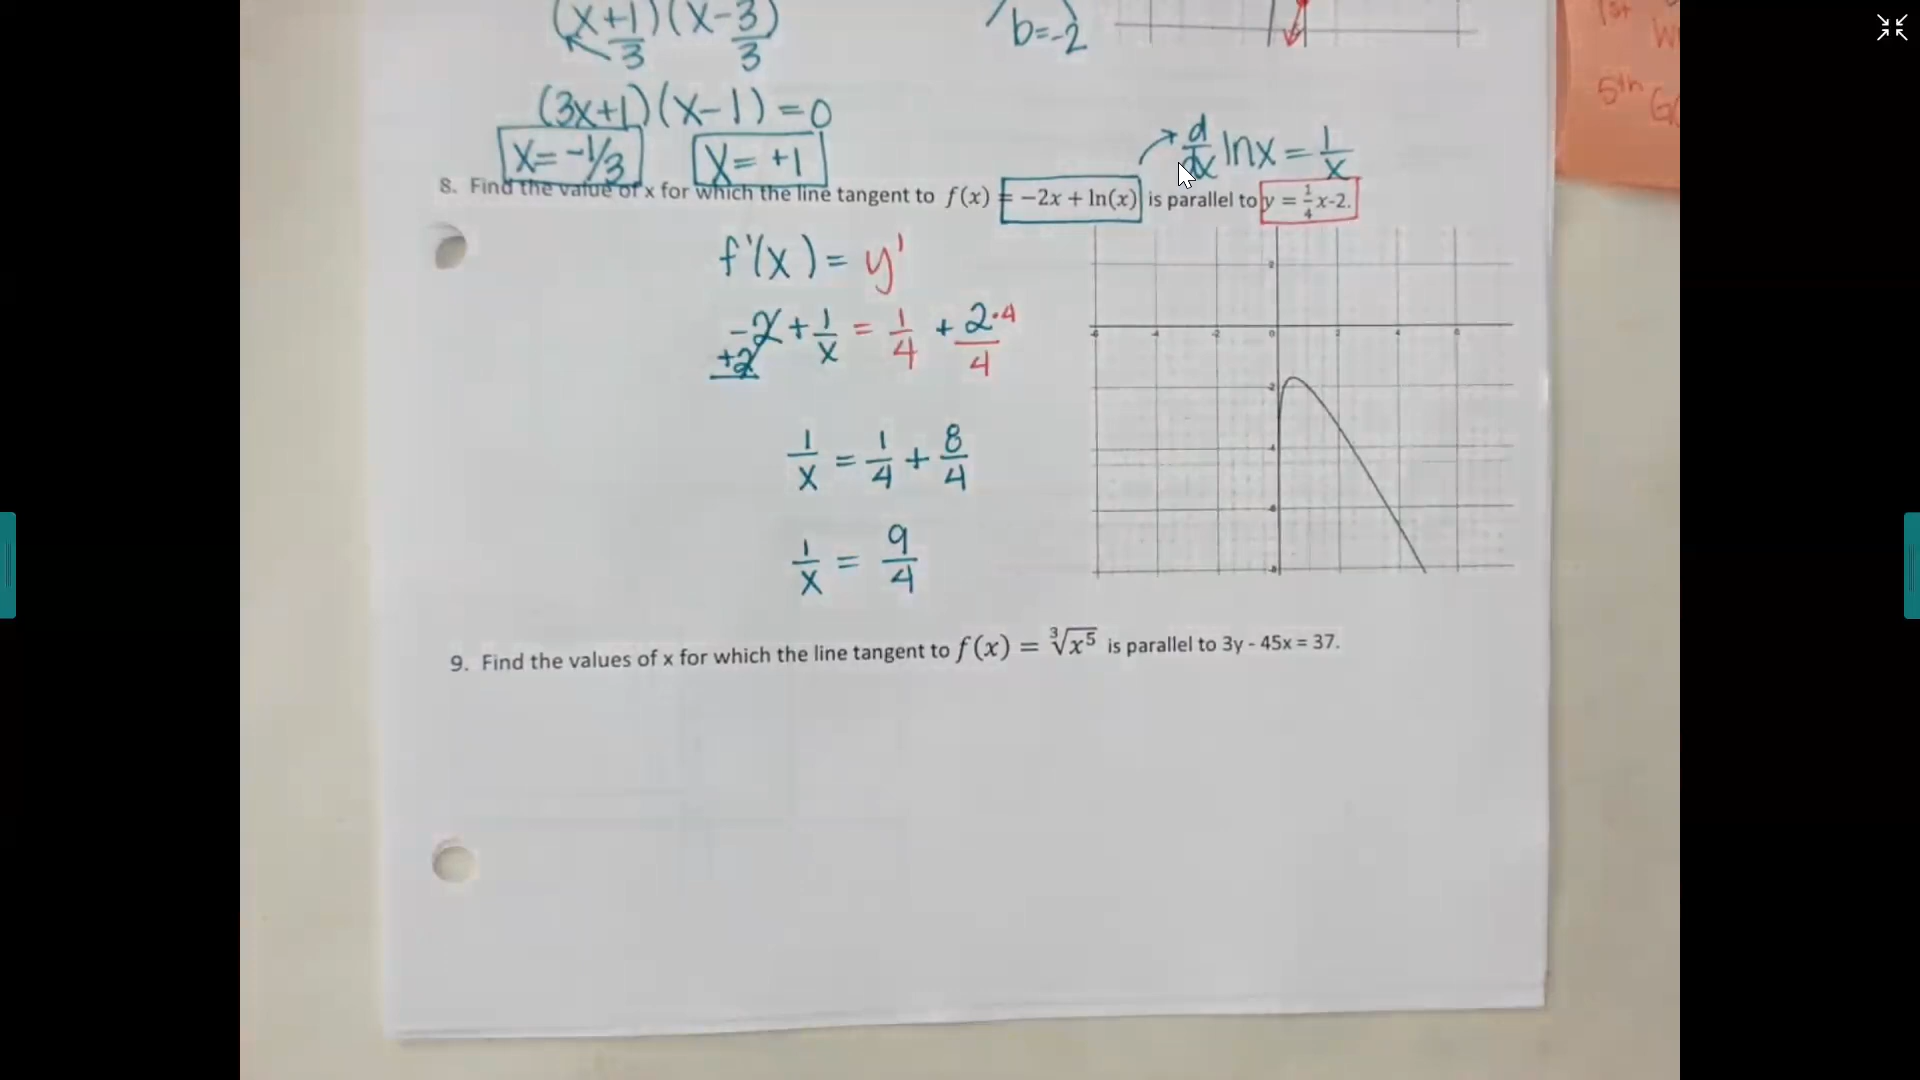 (x+1/3)(x-3/3)
b=-2
1st
5th
(3x+1)(x-1)=0
d/dx lnx = 1/x
x= -1/3 x= +1
8. Find the value of x for which the line tangent to f(x) = −2x + ln(x) is parallel to y = 1/4 x-2.
f'(x) = y'
-2 + 1/x = 1/4 + 2·4/4
+2
1/x = 1/4 + 8/4
1/x = 9/4
9. Find the values of x for which the line tangent to f(x) = ∛x⁵ is parallel to 3y - 45x = 37.